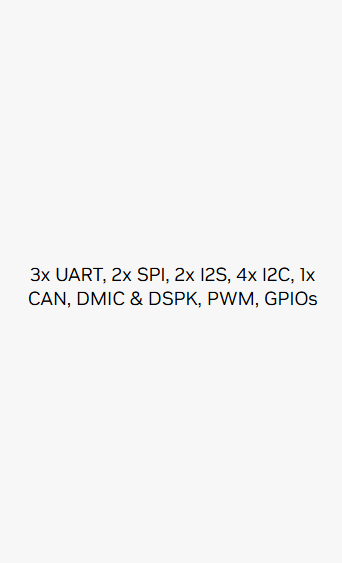 3x UART, 2x SPI, 2x I2S, 4x I2C, 1x
CAN, DMIC & DSPK, PWM, GPIOs